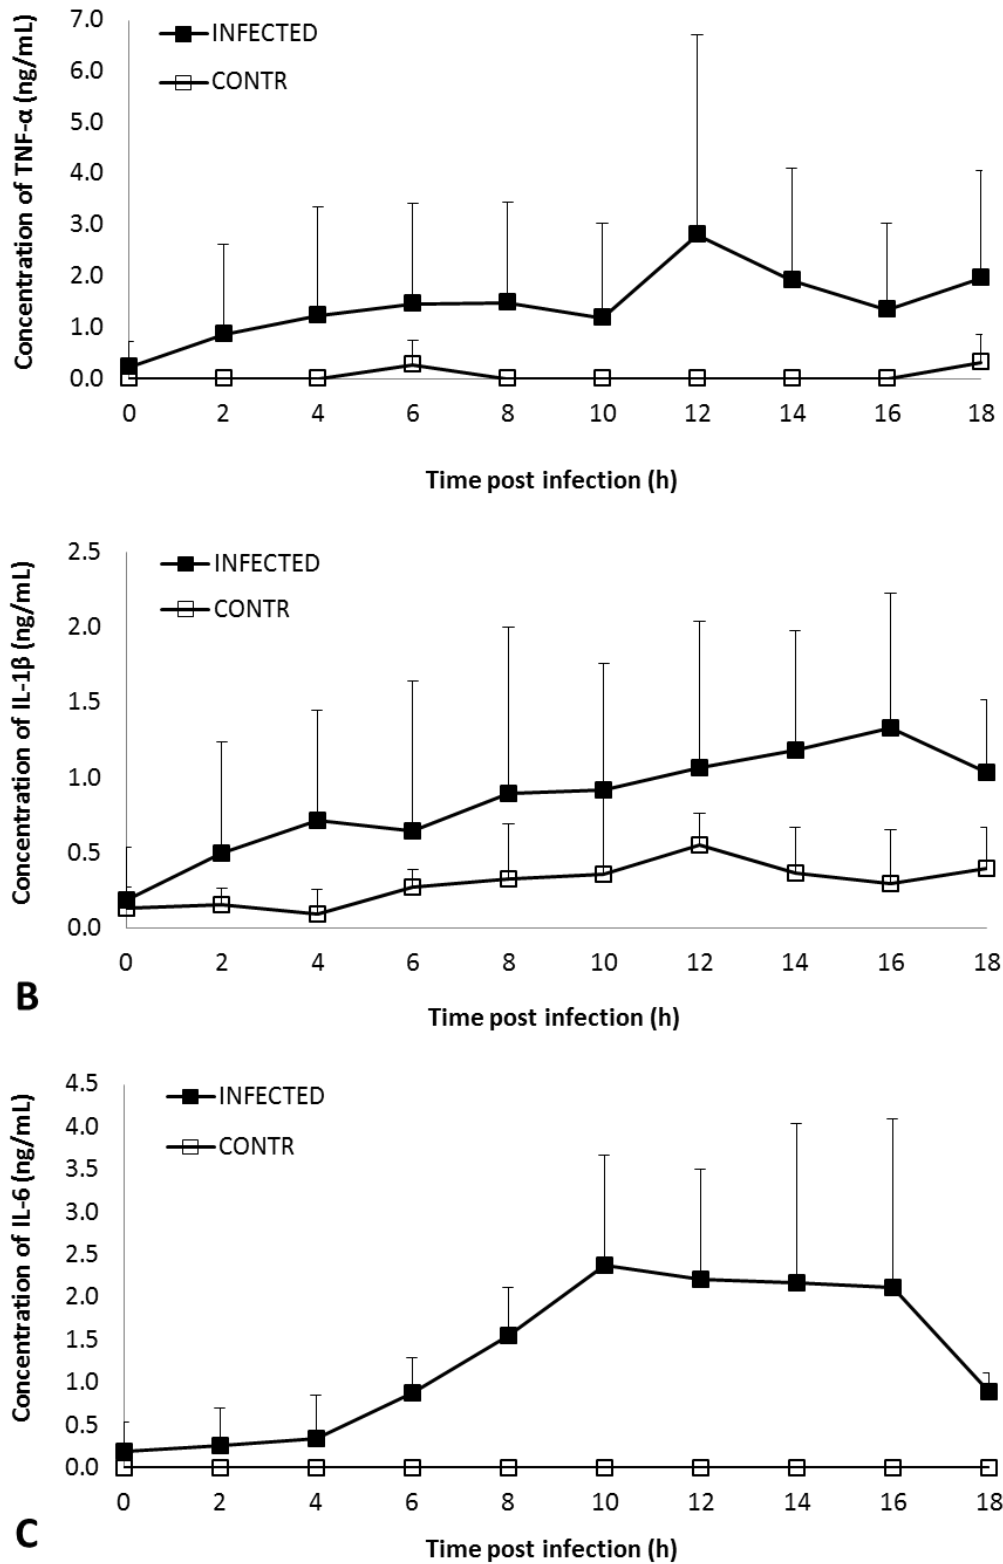 Concentration of TNF-α (ng/mL)
7.0
6.0
5.0
4.0
3.0
2.0
1.0
0.0
INFECTED
CONTR
0 2 4 6 8 10 12 14 16 18
Time post infection (h)
Concentration of IL-1β (ng/mL)
2.5
2.0
1.5
1.0
0.5
0.0
INFECTED
CONTR
0 2 4 6 8 10 12 14 16 18
B
Time post infection (h)
Concentration of IL-6 (ng/mL)
4.5
4.0
3.5
3.0
2.5
2.0
1.5
1.0
0.5
0.0
INFECTED
CONTR
0 2 4 6 8 10 12 14 16 18
C
Time post infection (h)